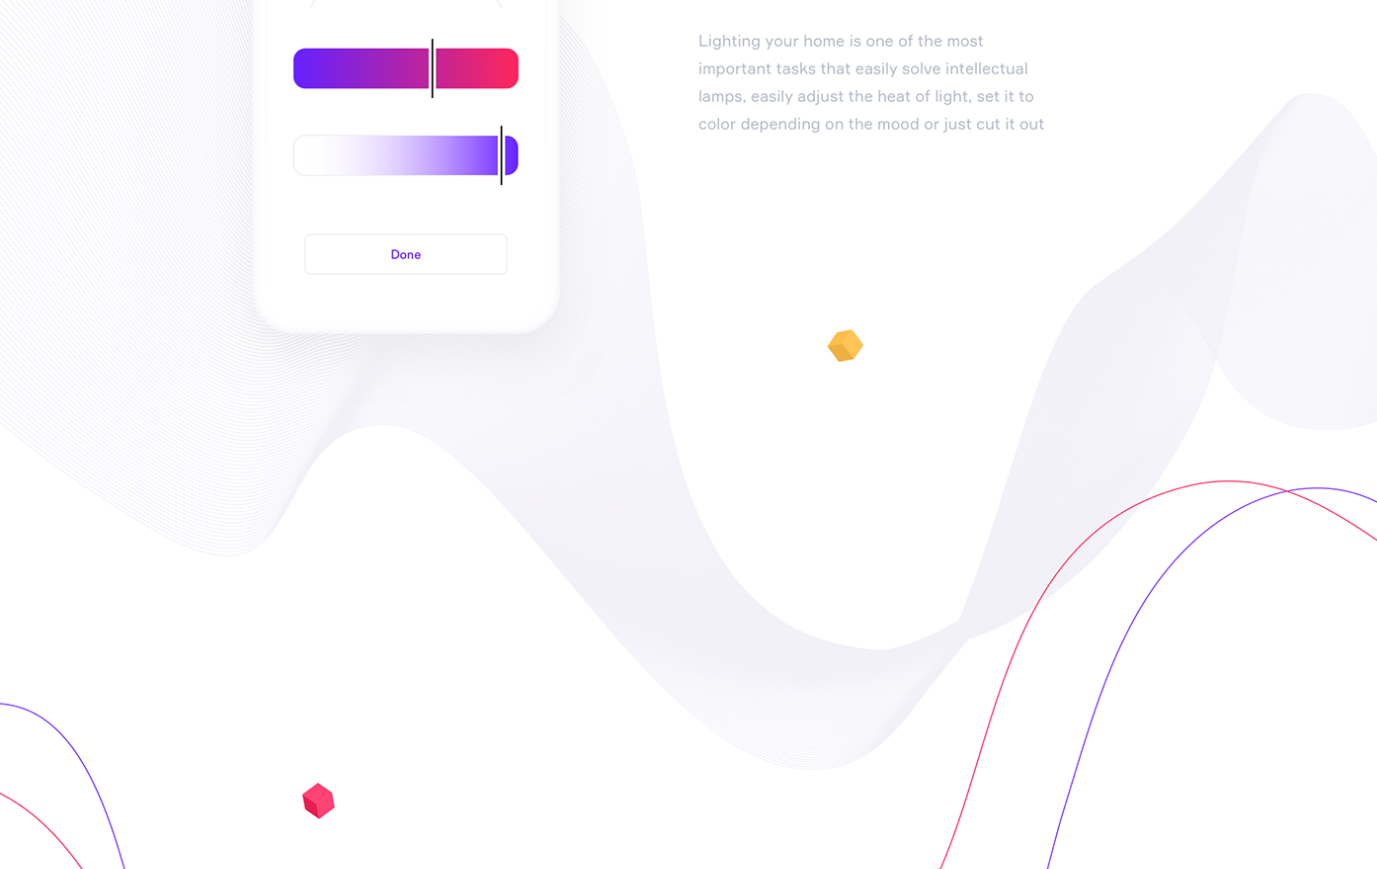 Lighting your home is one of the most
important tasks that easily solve intellectual
lamps, easily adjust the heat of light, set it to
color depending on the mood or just cut it out
Done